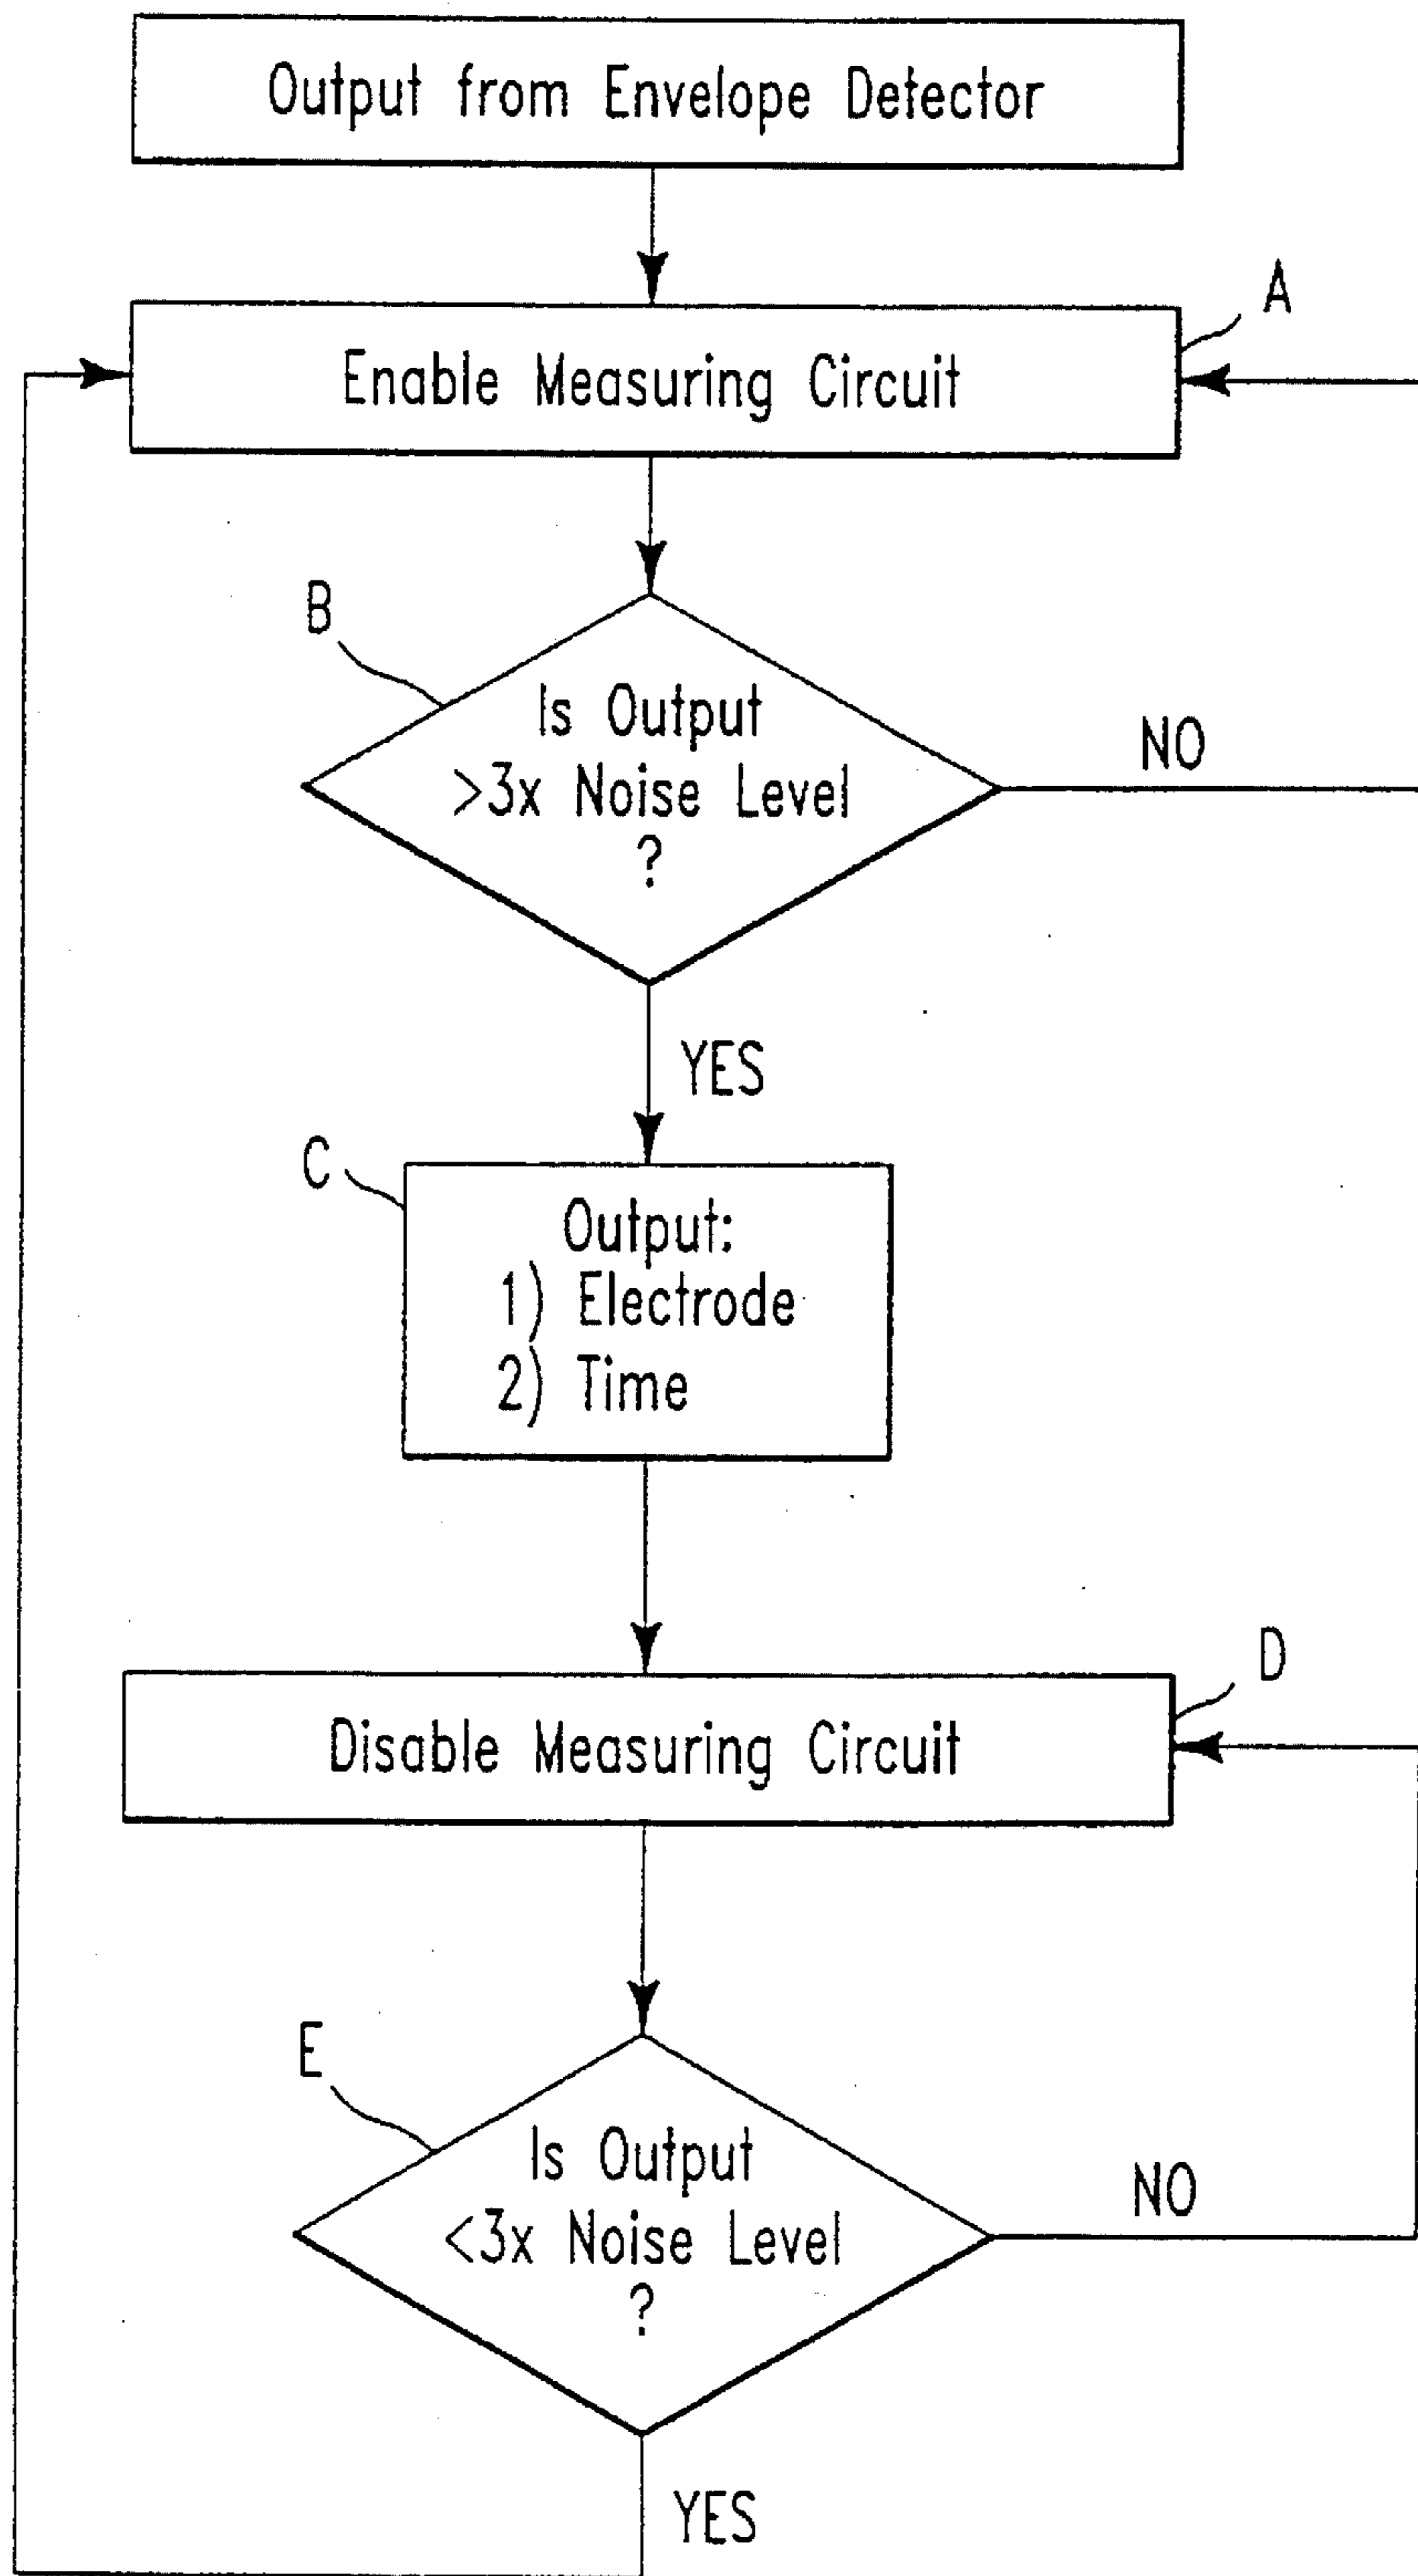 Output from Envelope Detector
A
Enable Measuring Circuit
B
Is Output
>3x Noise Level
?
NO
YES
C
Output:
1) Electrode
2) Time
D
Disable Measuring Circuit
E
Is Output
<3x Noise Level
?
NO
YES